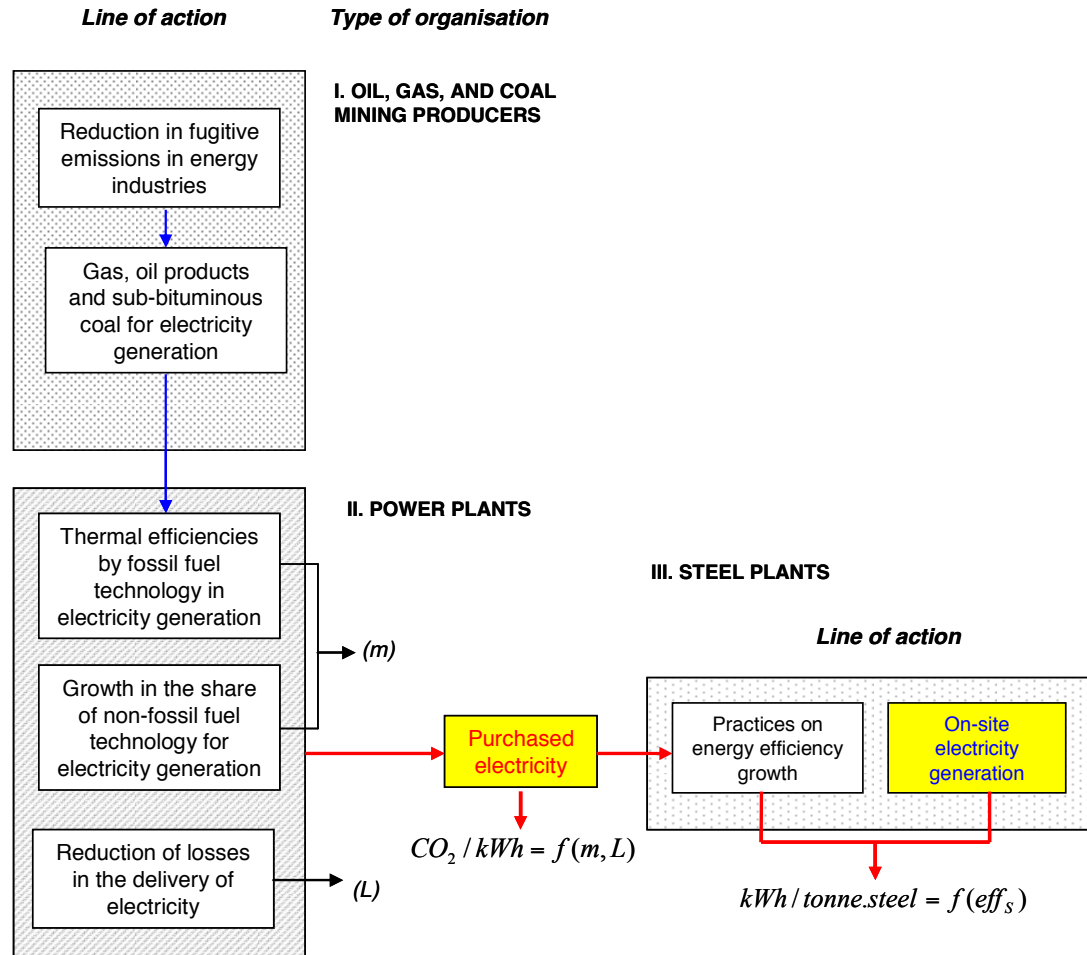 Line of action
Type of organisation
I. OIL, GAS, AND COAL
MINING PRODUCERS
Reduction in fugitive
emissions in energy
industries
Gas, oil products
and sub-bituminous
coal for electricity
generation
II. POWER PLANTS
Thermal efficiencies
by fossil fuel
technology in
electricity generation
(m)
Growth in the share
of non-fossil fuel
technology for
electricity generation
Reduction of losses
in the delivery of
electricity
(L)
Purchased
electricity
CO₂ / kWh = f(m, L)
III. STEEL PLANTS
Line of action
Practices on
energy efficiency
growth
On-site
electricity
generation
kWh / tonne.steel = f(eff_S)